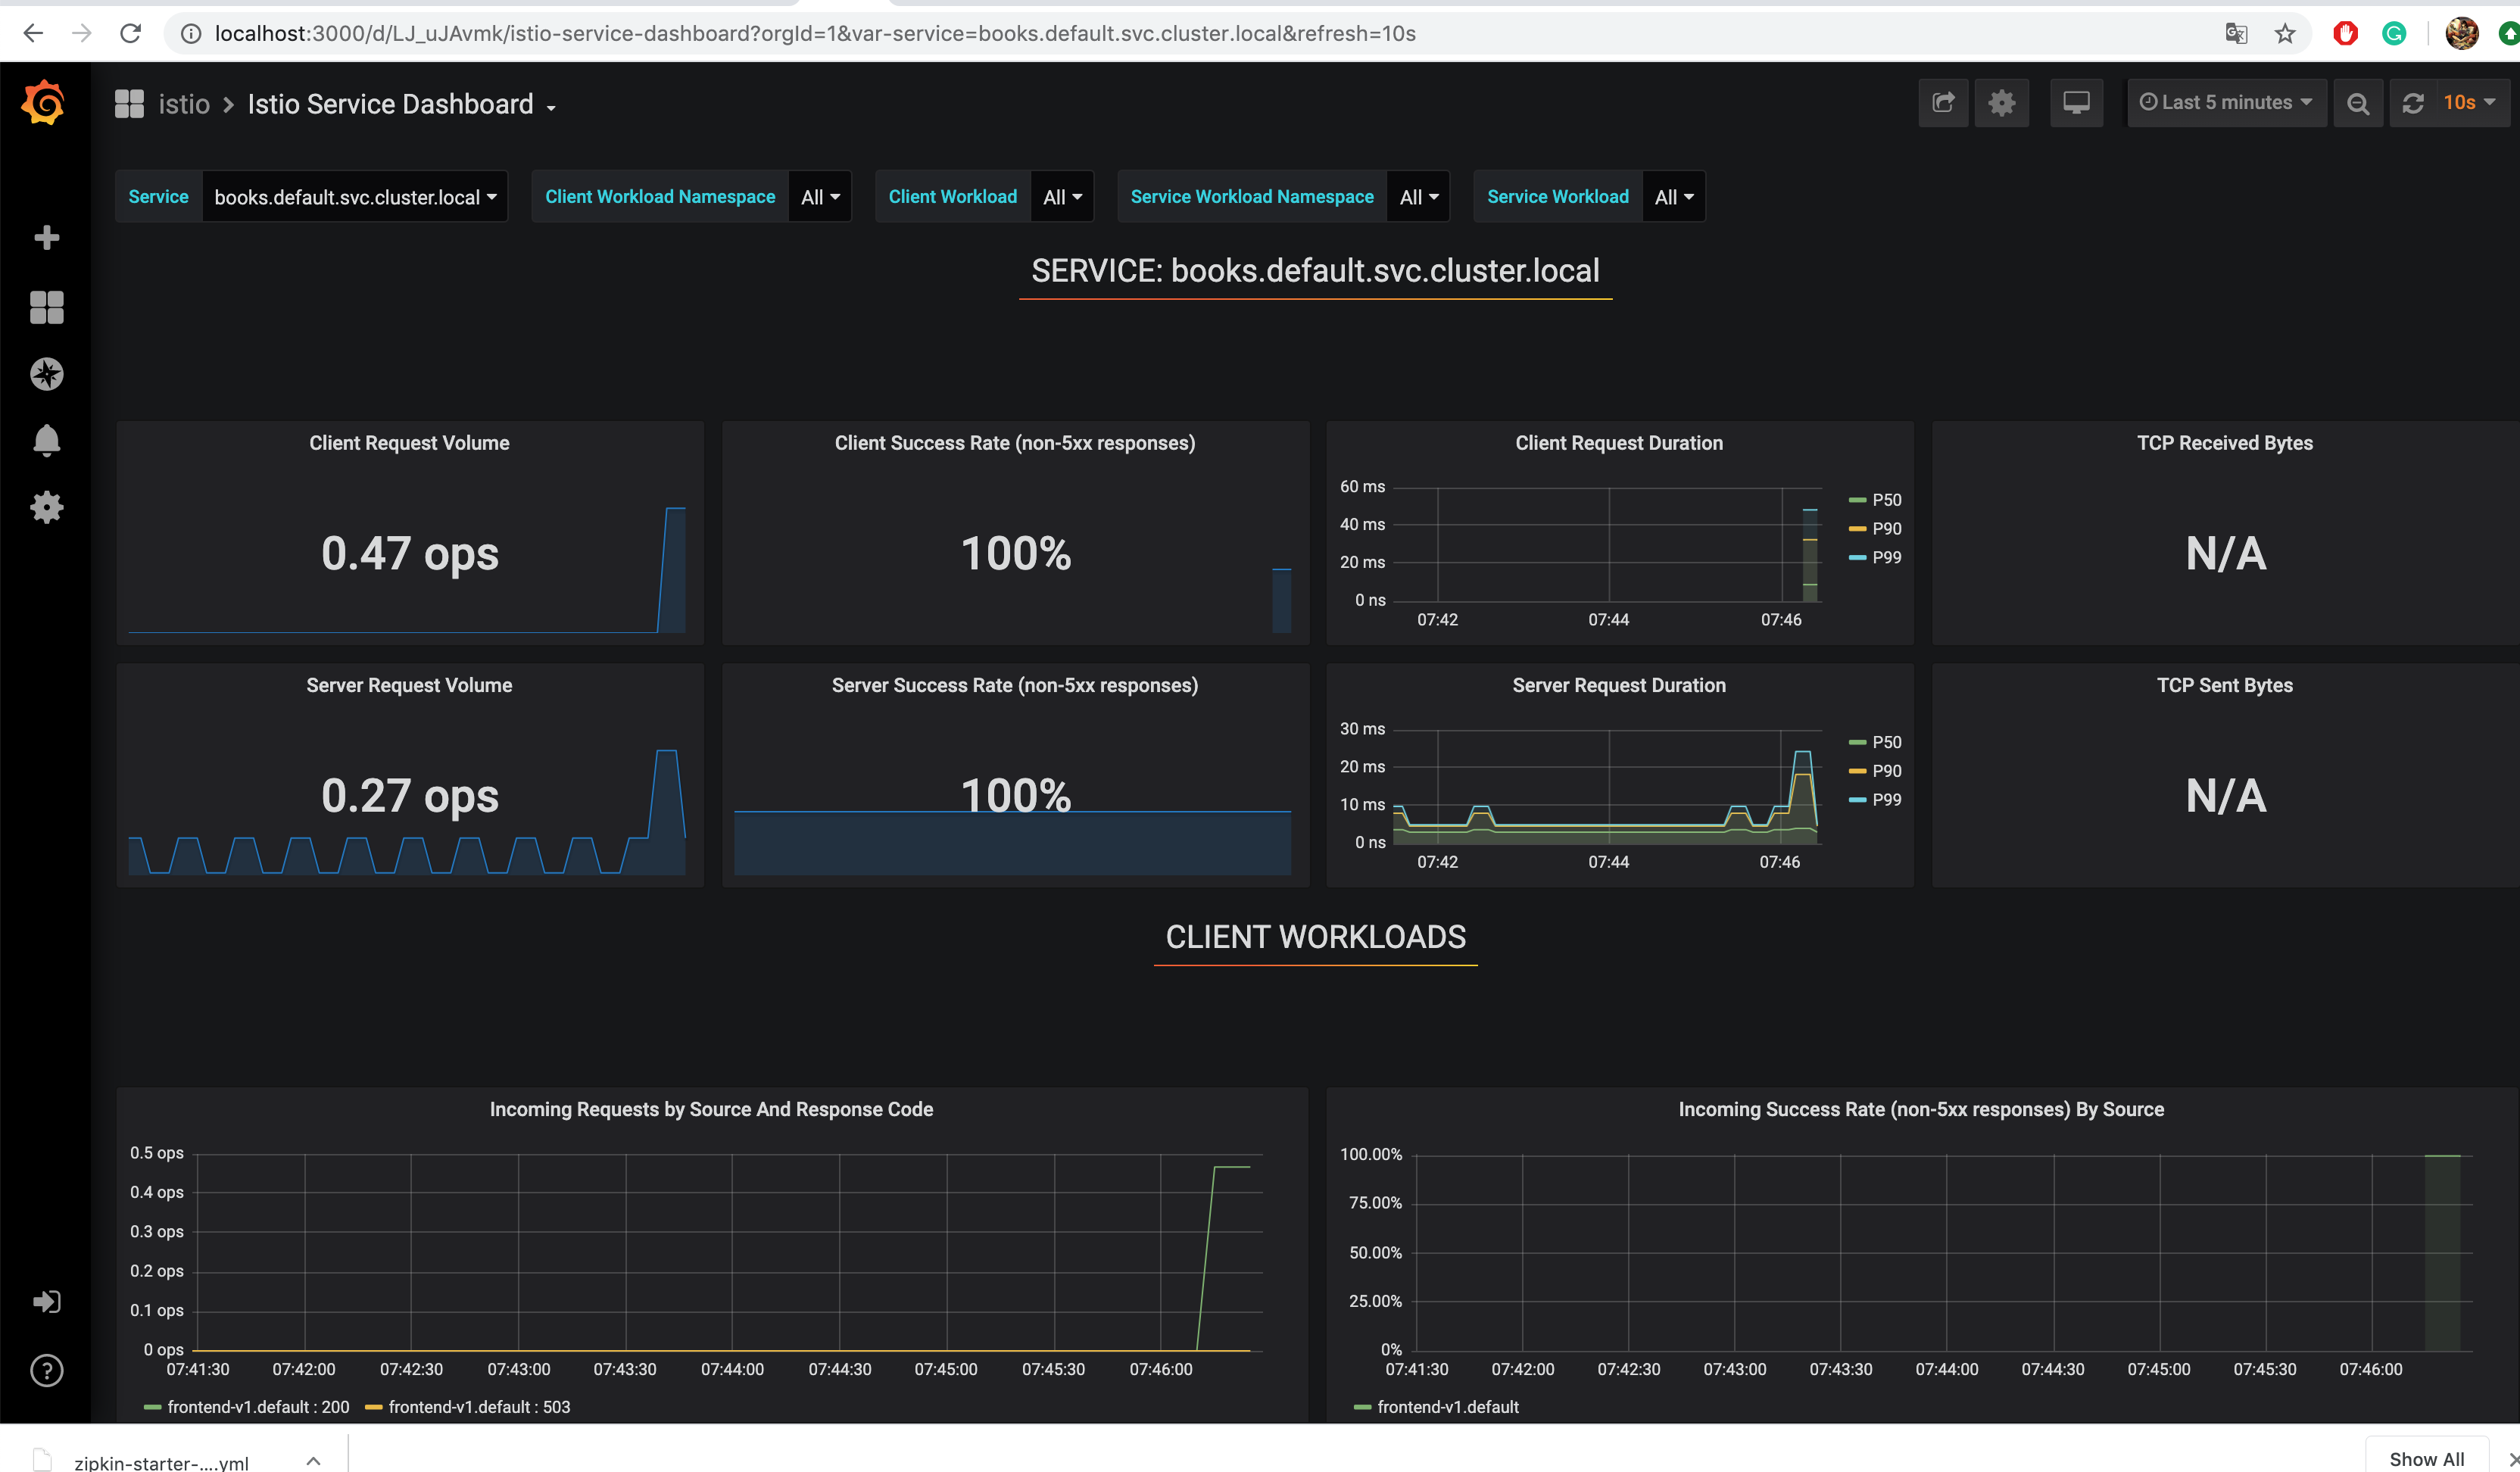 localhost:3000/d/LJ_uJAvmk/istio-service-dashboard?orgId=1&var-service=books.default.svc.cluster.local&refresh=10s
istio > Istio Service Dashboard
Last 5 minutes
10s
Service books.default.svc.cluster.local
Client Workload Namespace All
Client Workload All
Service Workload Namespace All
Service Workload All
SERVICE: books.default.svc.cluster.local
Client Request Volume
0.47 ops
Client Success Rate (non-5xx responses)
100%
Client Request Duration
60 ms
40 ms
20 ms
0 ns
07:42 07:44 07:46
P50
P90
P99
TCP Received Bytes
N/A
Server Request Volume
0.27 ops
Server Success Rate (non-5xx responses)
100%
Server Request Duration
30 ms
20 ms
10 ms
0 ns
07:42 07:44 07:46
P50
P90
P99
TCP Sent Bytes
N/A
CLIENT WORKLOADS
Incoming Requests by Source And Response Code
0.5 ops
0.4 ops
0.3 ops
0.2 ops
0.1 ops
0 ops
07:41:30 07:42:00 07:42:30 07:43:00 07:43:30 07:44:00 07:44:30 07:45:00 07:45:30 07:46:00
frontend-v1.default : 200 frontend-v1.default : 503
Incoming Success Rate (non-5xx responses) By Source
100.00%
75.00%
50.00%
25.00%
0%
07:41:30 07:42:00 07:42:30 07:43:00 07:43:30 07:44:00 07:44:30 07:45:00 07:45:30 07:46:00
frontend-v1.default
zipkin-starter-....yml
Show All